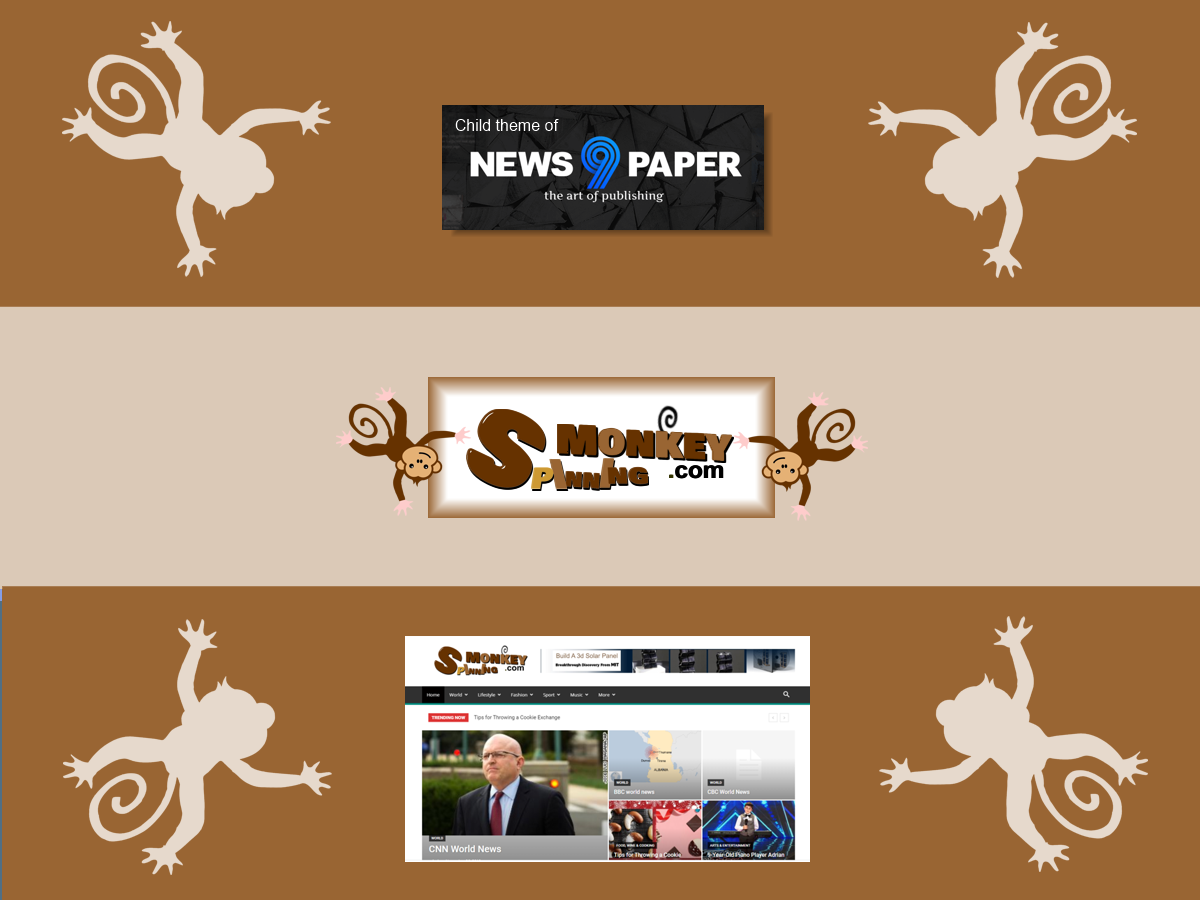 Child theme of
NEWS 9 PAPER
the art of publishing
SPINNING MONKEY
.com
SPINNING MONKEY
.com
Build A 3d Solar Panel
Breakthrough Discovery From MIT
Home World Lifestyle Fashion Sport Music More
TRENDING NOW Tips for Throwing a Cookie Exchange
WORLD
BBC world news
WORLD
CBC World News
WORLD
CNN World News
FOOD, WINE & COOKING
Tips for Throwing a Cookie
ARTS & ENTERTAINMENT
5-Year-Old Piano Player Adrian